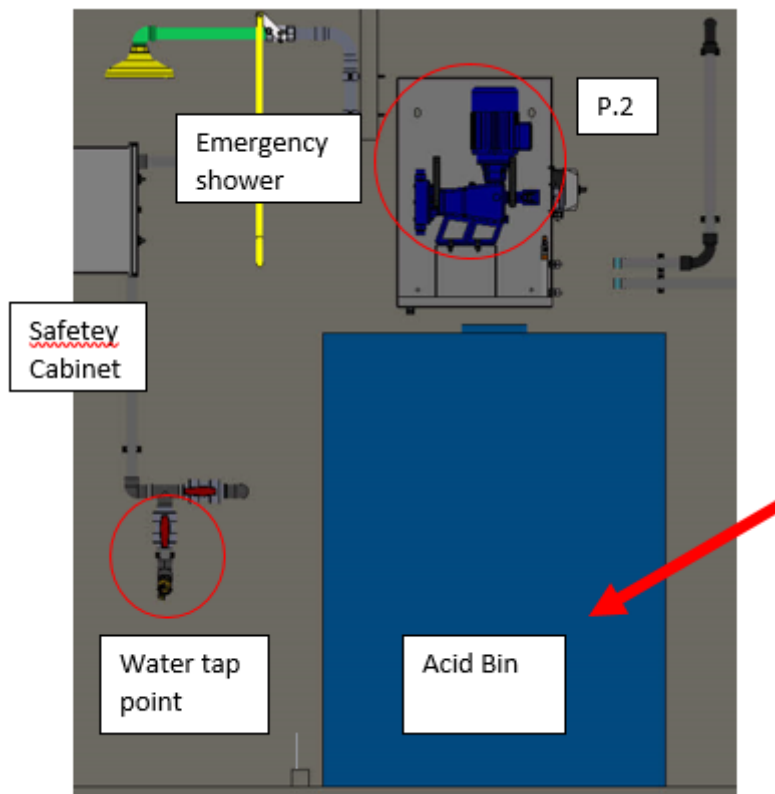 Emergency
shower
P.2
Safetey
Cabinet
Water tap
point
Acid Bin